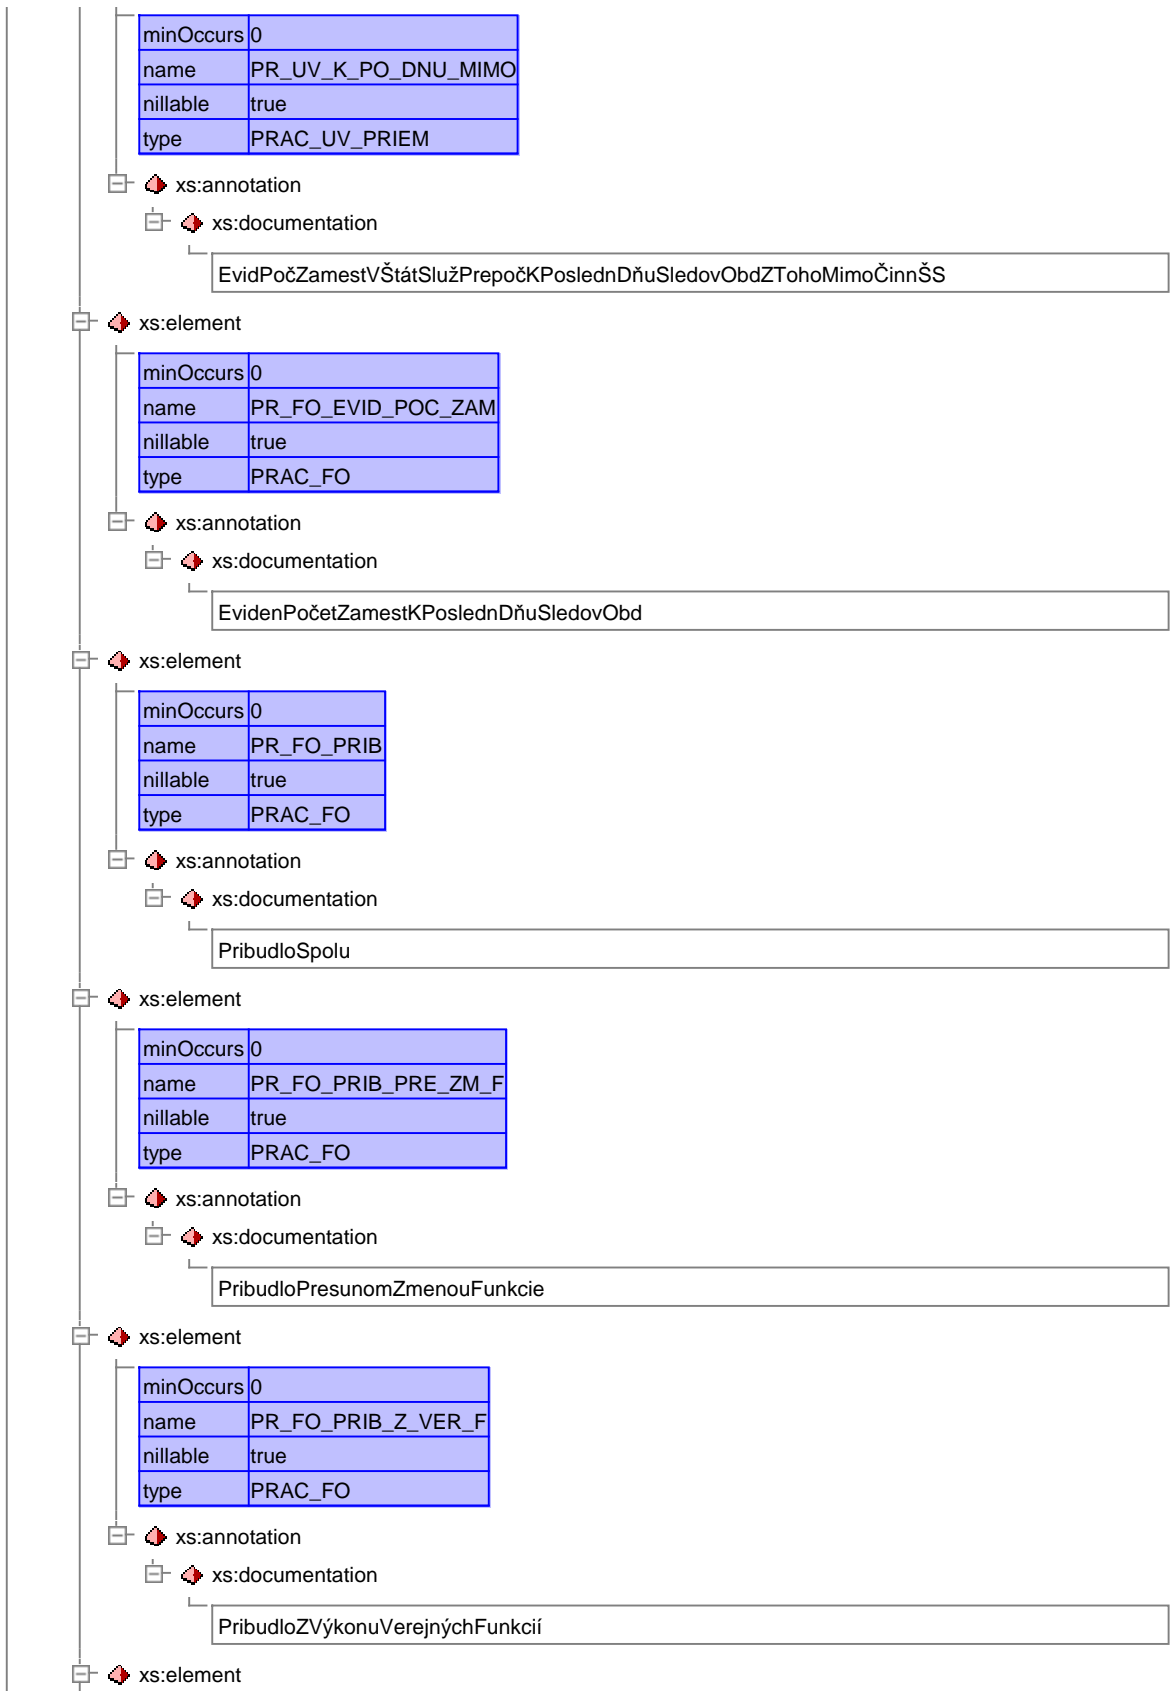 minOccurs 0
name PR_UV_K_PO_DNU_MIMO
nillable true
type PRAC_UV_PRIEM
xs:annotation
xs:documentation
EvidPočZamestVŠtátSlužPrepočKPoslednDňuSledovObdZTohoMimoČinnŠS
xs:element
minOccurs 0
name PR_FO_EVID_POC_ZAM
nillable true
type PRAC_FO
xs:annotation
xs:documentation
EvidenPočetZamestKPoslednDňuSledovObd
xs:element
minOccurs 0
name PR_FO_PRIB
nillable true
type PRAC_FO
xs:annotation
xs:documentation
PribudloSpolu
xs:element
minOccurs 0
name PR_FO_PRIB_PRE_ZM_F
nillable true
type PRAC_FO
xs:annotation
xs:documentation
PribudloPresunomZmenouFunkcie
xs:element
minOccurs 0
name PR_FO_PRIB_Z_VER_F
nillable true
type PRAC_FO
xs:annotation
xs:documentation
PribudloZVýkonuVerejnýchFunkcií
xs:element